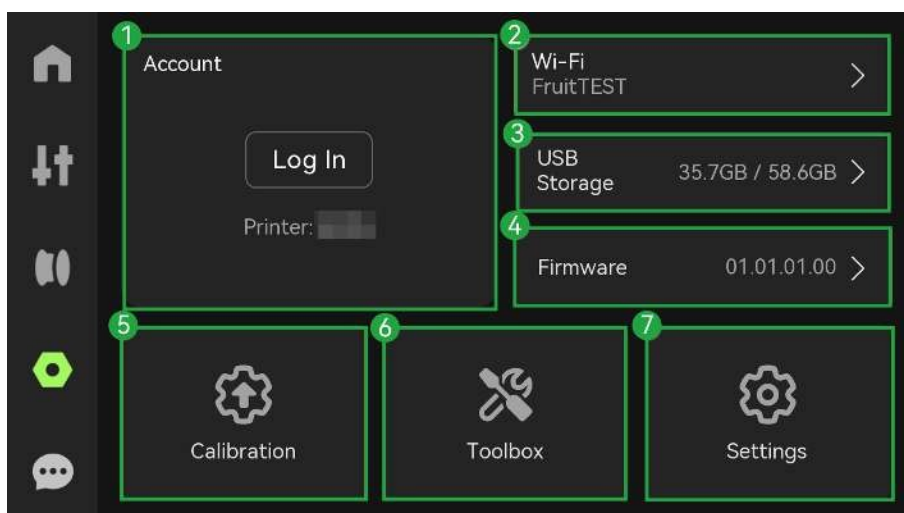 1
Account
Log In
Printer:
2
Wi-Fi
FruitTEST
3
USB
Storage
35.7GB / 58.6GB
4
Firmware
01.01.01.00
5
Calibration
6
Toolbox
7
Settings